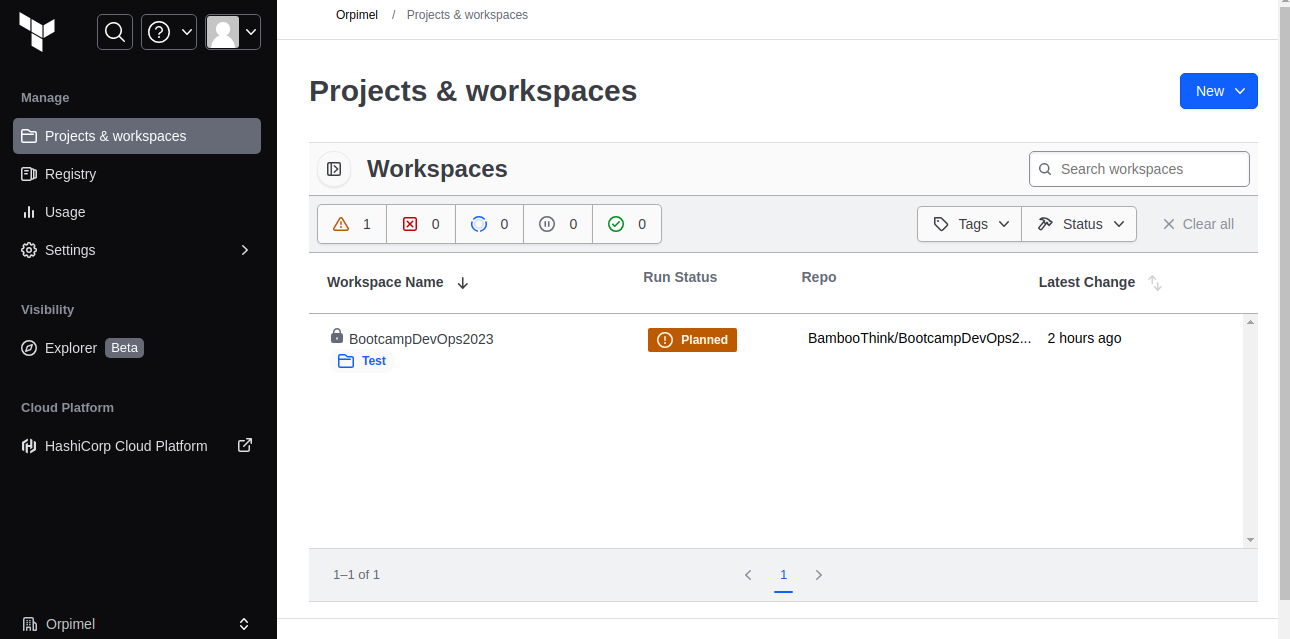 Orpimel / Projects & workspaces
Manage
Projects & workspaces
Registry
Usage
Settings
Visibility
Explorer Beta
Cloud Platform
HashiCorp Cloud Platform
Orpimel
Projects & workspaces
New
Workspaces
Search workspaces
1 0 0 0 0
Tags Status Clear all
Workspace Name Run Status Repo Latest Change
BootcampDevOps2023 Planned BambooThink/BootcampDevOps2... 2 hours ago
Test
1–1 of 1
1